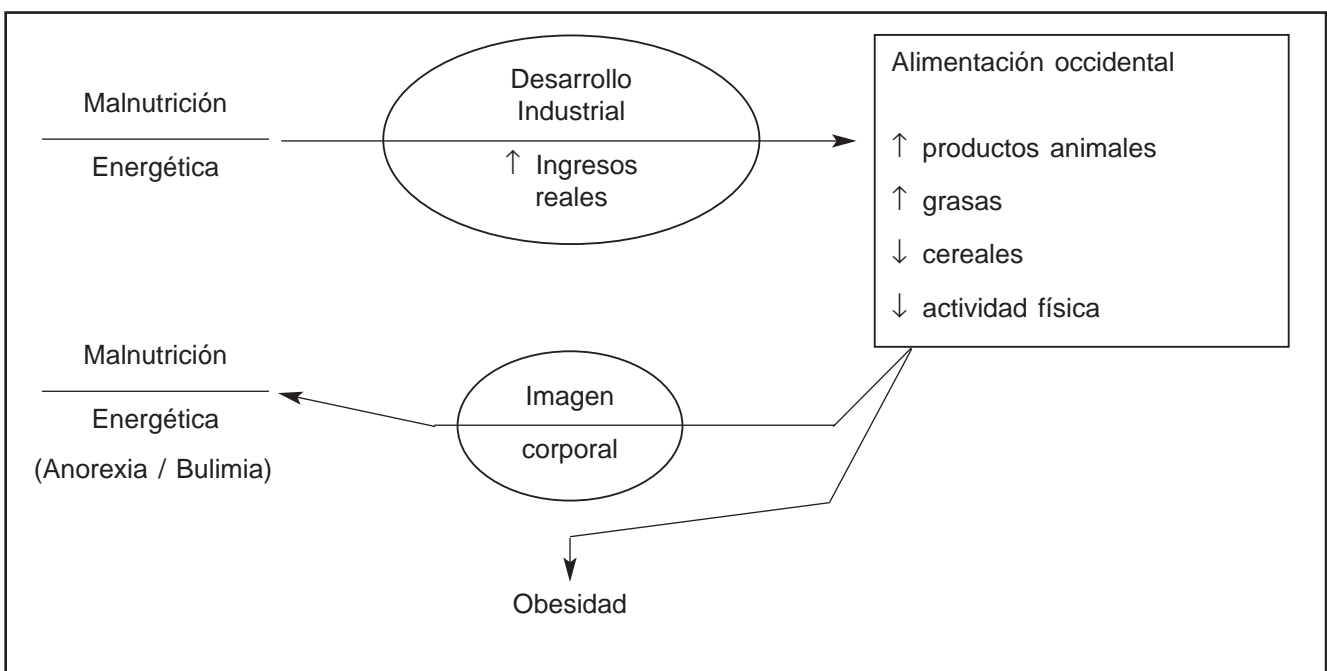 Malnutrición
Energética
Desarrollo
Industrial
↑ Ingresos
reales
Alimentación occidental
↑ productos animales
↑ grasas
↓ cereales
↓ actividad física
Malnutrición
Energética
(Anorexia / Bulimia)
Imagen
corporal
Obesidad